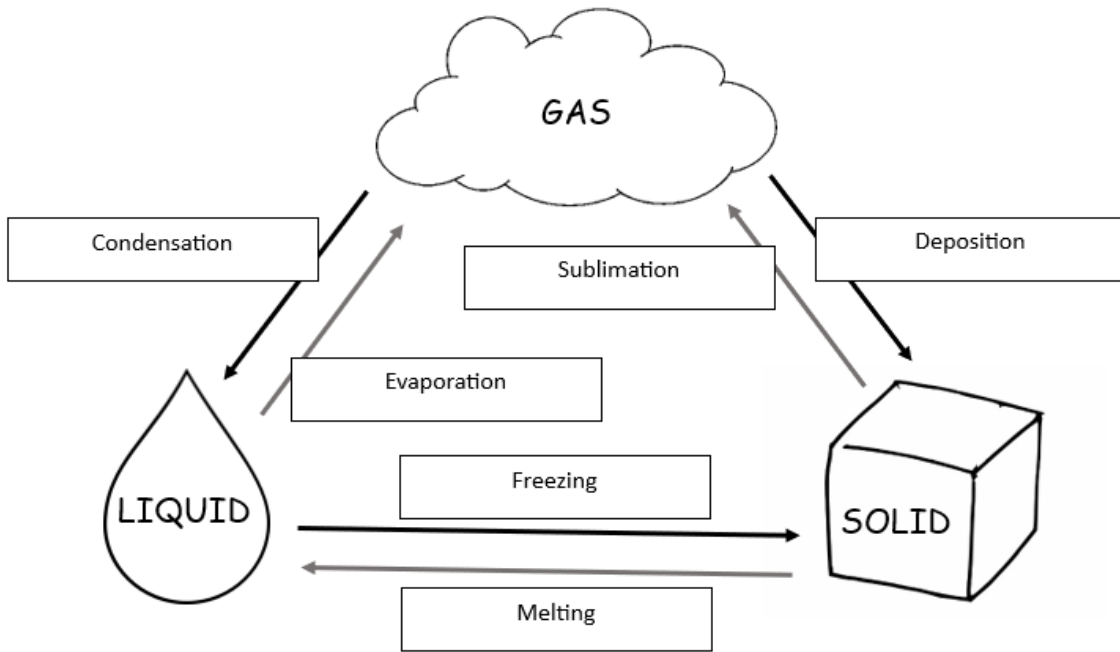 GAS
Condensation
Deposition
Sublimation
Evaporation
Freezing
LIQUID
SOLID
Melting